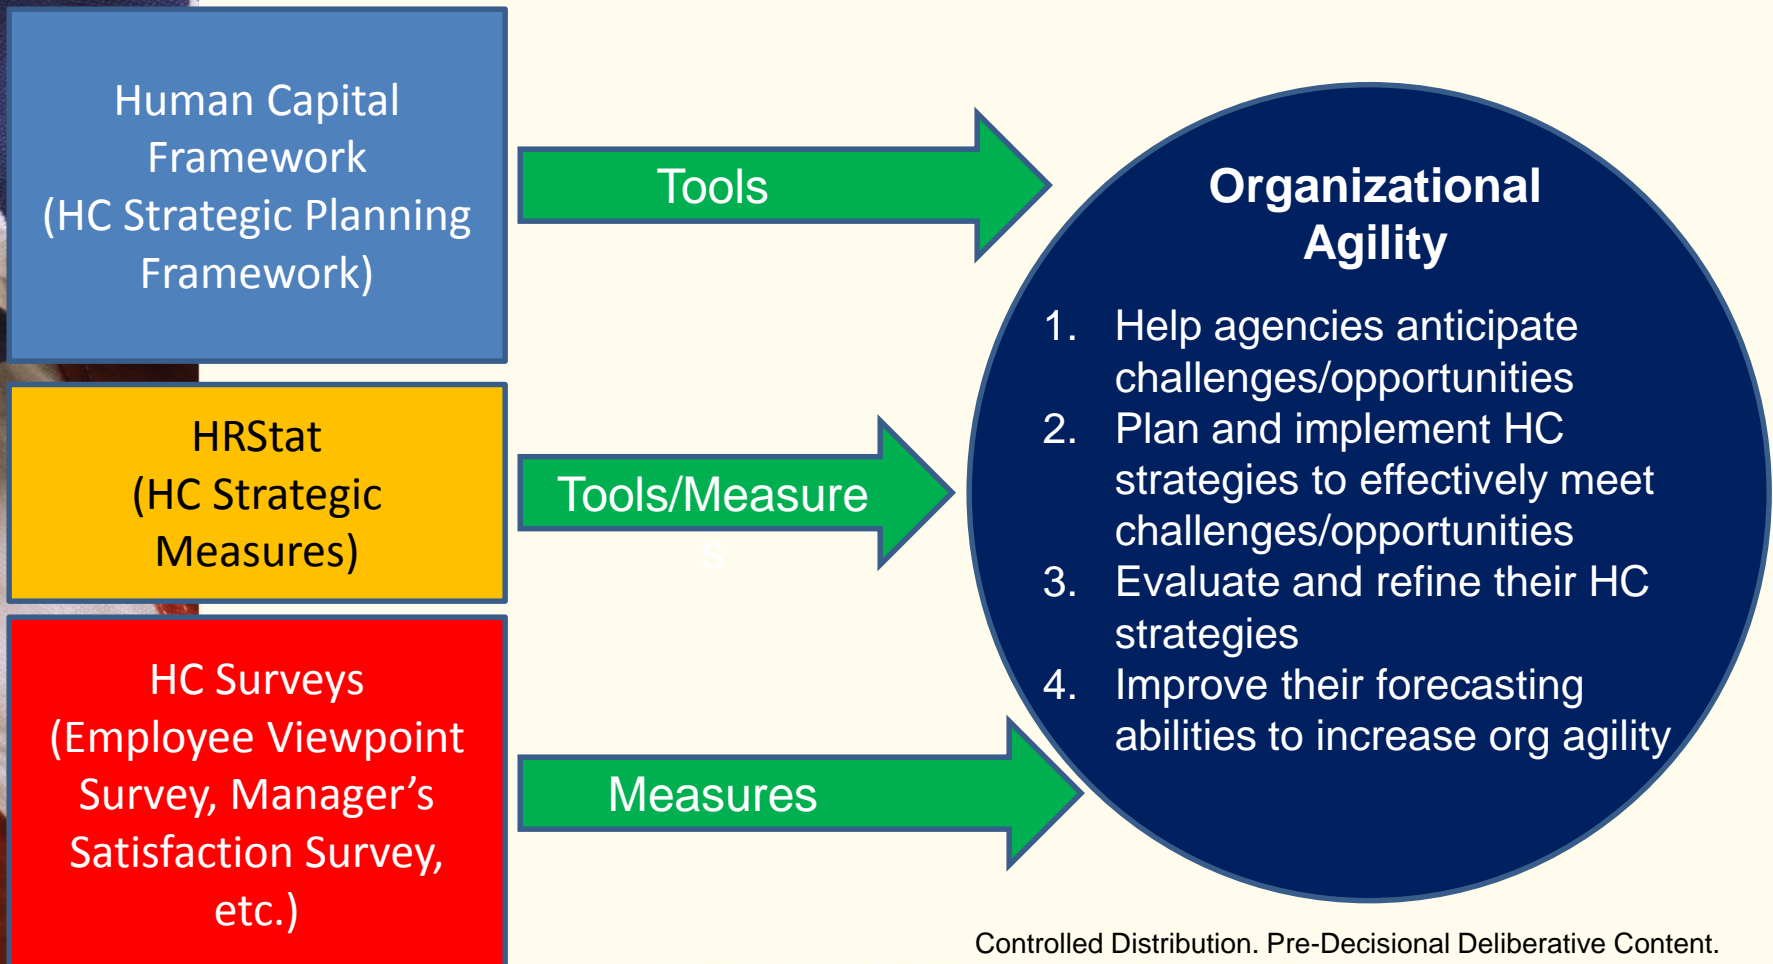 Human Capital
Framework
(HC Strategic Planning
Framework)
Tools
HRStat
(HC Strategic
Measures)
Tools/Measure
s
HC Surveys
(Employee Viewpoint
Survey, Manager’s
Satisfaction Survey,
etc.)
Measures
Organizational
Agility
1. Help agencies anticipate
challenges/opportunities
2. Plan and implement HC
strategies to effectively meet
challenges/opportunities
3. Evaluate and refine their HC
strategies
4. Improve their forecasting
abilities to increase org agility
Controlled Distribution. Pre-Decisional Deliberative Content.